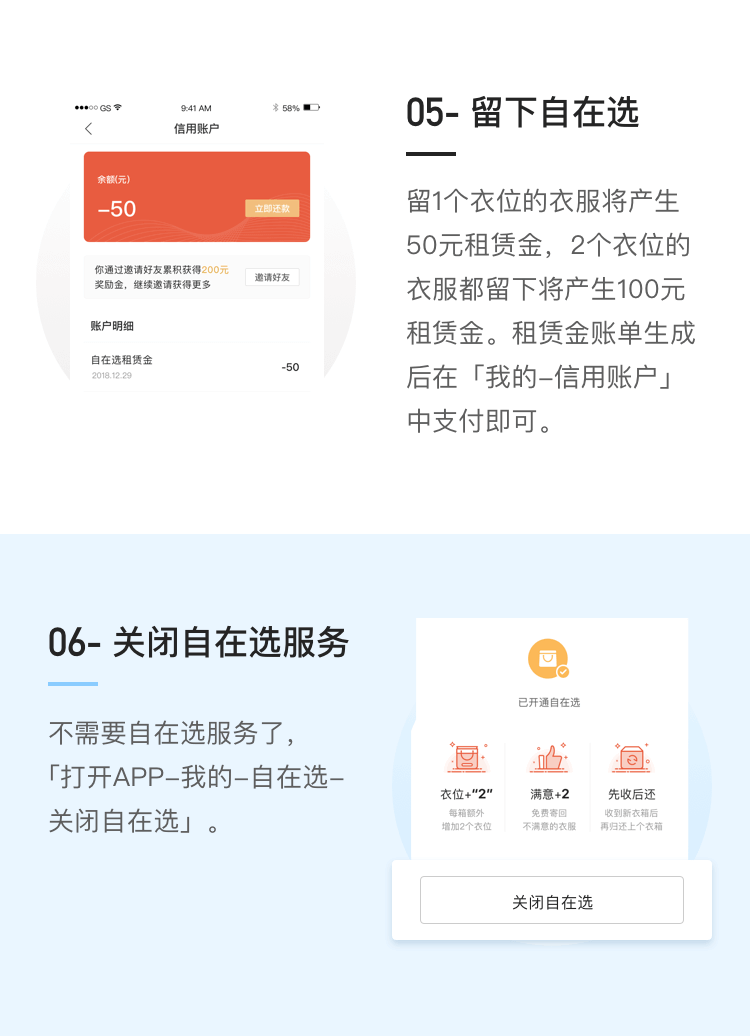 GS 9:41 AM 58%
信用账户
余额(元)
-50
立即还款
你通过邀请好友累积获得200元
奖励金，继续邀请获得更多
邀请好友
账户明细
自在选租赁金
2018.12.29
-50
05- 留下自在选
留1个衣位的衣服将产生
50元租赁金，2个衣位的
衣服都留下将产生100元
租赁金。租赁金账单生成
后在「我的-信用账户」
中支付即可。
06- 关闭自在选服务
不需要自在选服务了，
「打开APP-我的-自在选-
关闭自在选」。
已开通自在选
衣位+"2"
每箱额外
增加2个衣位
满意+2
免费寄回
不满意的衣服
先收后还
收到新衣箱后
再归还上个衣箱
关闭自在选